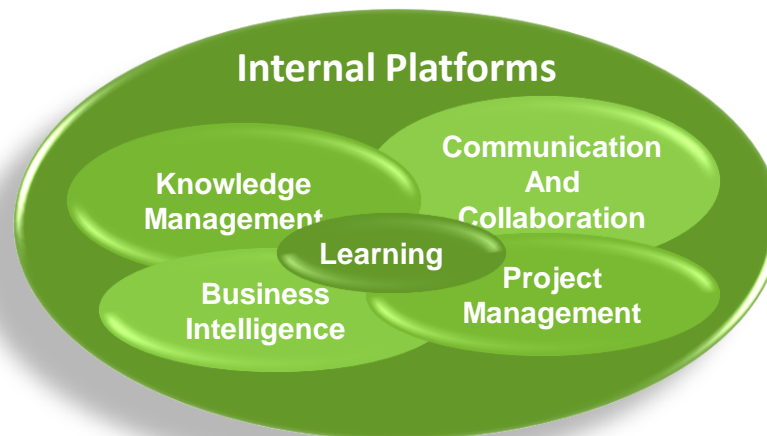 Internal Platforms
Knowledge
Management
Communication
And
Collaboration
Learning
Business
Intelligence
Project
Management